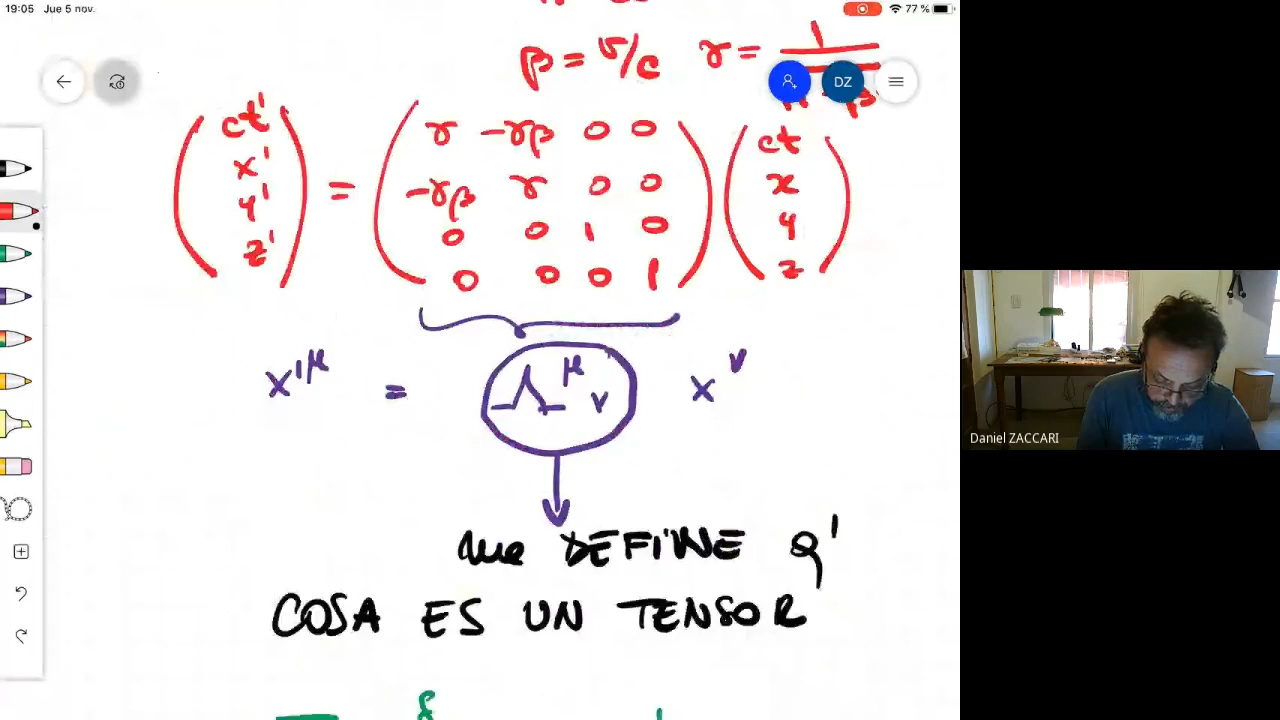 19:05 Jue 5 nov.
77 %
β = v/c γ = 1
DZ
ct' γ -γβ 0 0 ct
x' = -γβ γ 0 0 x
y' 0 0 1 0 y
z' 0 0 0 1 z
x'^μ = Λ^μ_ν x^ν
me DEFINE q'
COSA ES UN TENSOR
Daniel ZACCARI